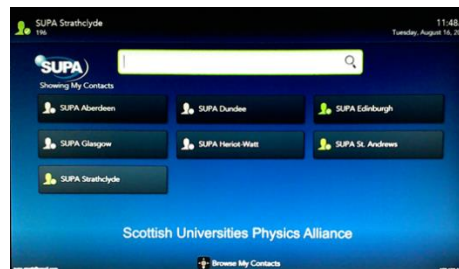 SUPA Strathclyde
196
11:48
Tuesday, August 16,
SUPA
Showing My Contacts
SUPA Aberdeen
SUPA Dundee
SUPA Edinburgh
SUPA Glasgow
SUPA Heriot-Watt
SUPA St. Andrews
SUPA Strathclyde
Scottish Universities Physics Alliance
Browse My Contacts